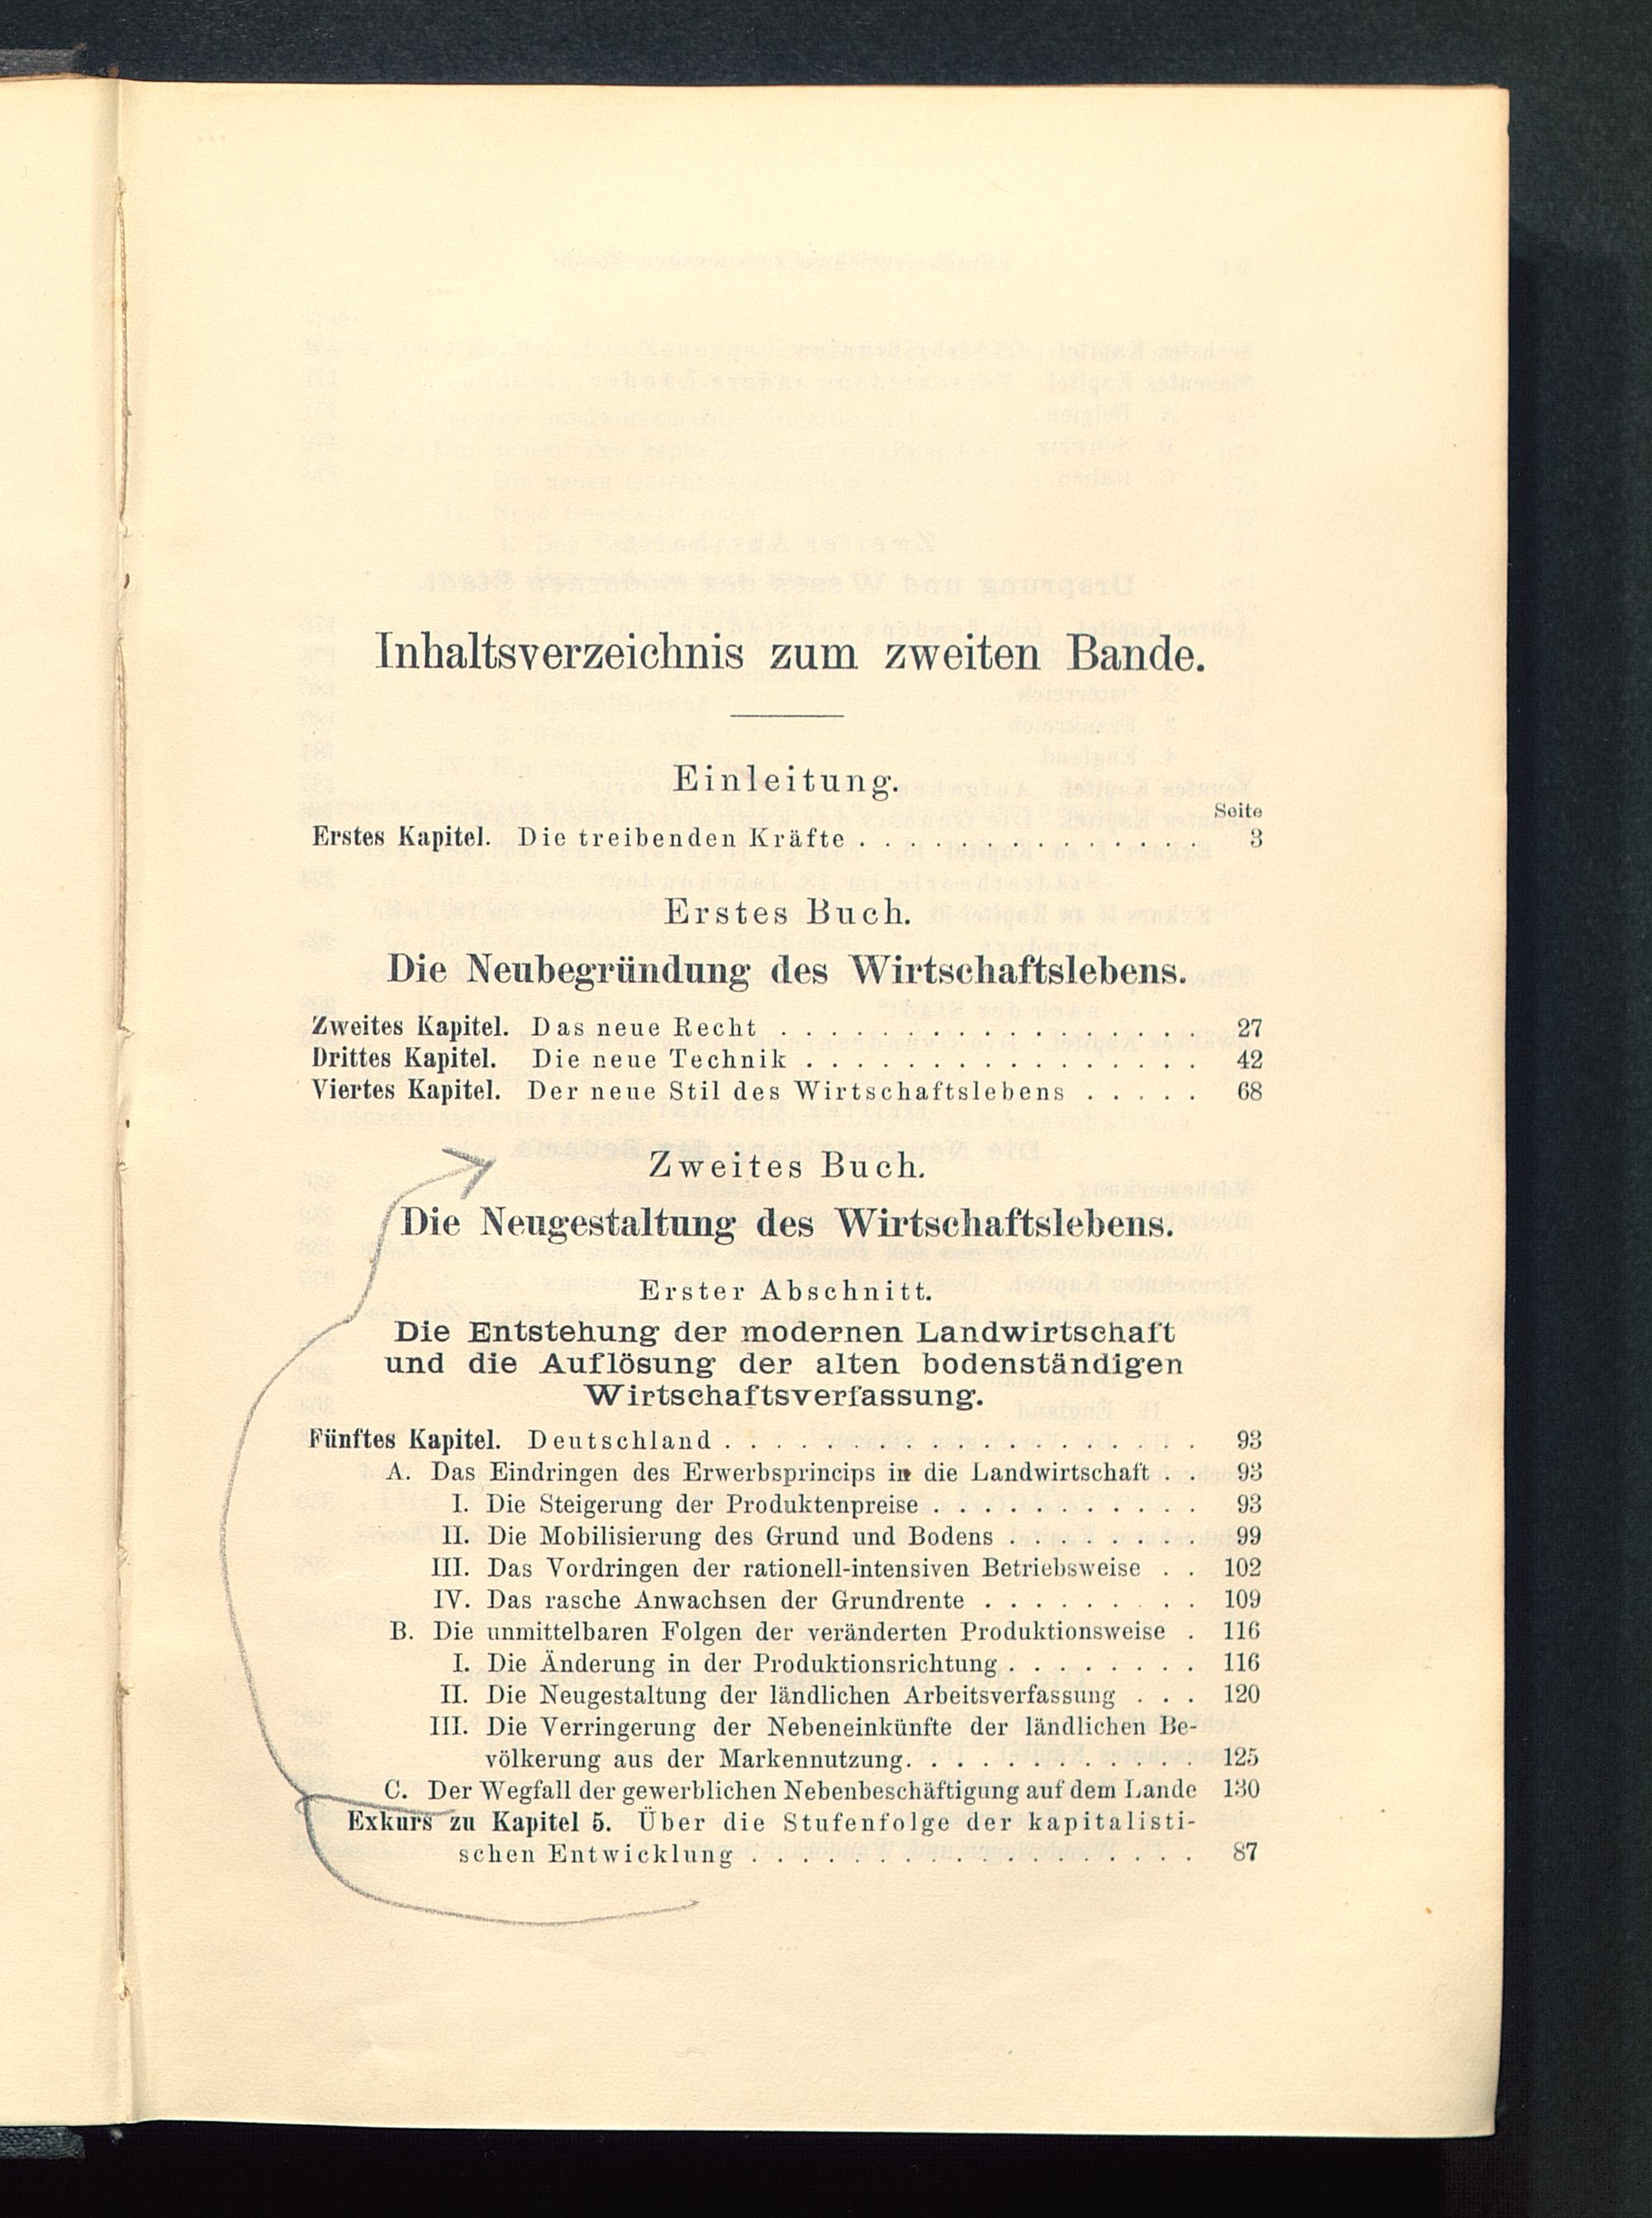 Inhaltsverzeichnis zum zweiten Bande.
Einleitung.
Seite
Erstes Kapitel. Die treibenden Kräfte . . . . . . . . . . . . . . 3
Erstes Buch.
Die Neubegründung des Wirtschaftslebens.
Zweites Kapitel. Das neue Recht . . . . . . . . . . . . . . . . . 27
Drittes Kapitel. Die neue Technik . . . . . . . . . . . . . . . . 42
Viertes Kapitel. Der neue Stil des Wirtschaftslebens . . . . . 68
Zweites Buch.
Die Neugestaltung des Wirtschaftslebens.
Erster Abschnitt.
Die Entstehung der modernen Landwirtschaft
und die Auflösung der alten bodenständigen
Wirtschaftsverfassung.
Fünftes Kapitel. Deutschland . . . . . . . . . . . . . . . . . . . 93
A. Das Eindringen des Erwerbsprincips in die Landwirtschaft . . 93
I. Die Steigerung der Produktenpreise . . . . . . . . . . . 93
II. Die Mobilisierung des Grund und Bodens . . . . . . . . 99
III. Das Vordringen der rationell-intensiven Betriebsweise . . 102
IV. Das rasche Anwachsen der Grundrente . . . . . . . . . 109
B. Die unmittelbaren Folgen der veränderten Produktionsweise . 116
I. Die Änderung in der Produktionsrichtung . . . . . . . . 116
II. Die Neugestaltung der ländlichen Arbeitsverfassung . . . 120
III. Die Verringerung der Nebeneinkünfte der ländlichen Be-
völkerung aus der Markennutzung. . . . . . . . . . . . 125
C. Der Wegfall der gewerblichen Nebenbeschäftigung auf dem Lande 130
Exkurs zu Kapitel 5. Über die Stufenfolge der kapitalisti-
schen Entwicklung . . . . . . . . . . . . . . . . . . 87